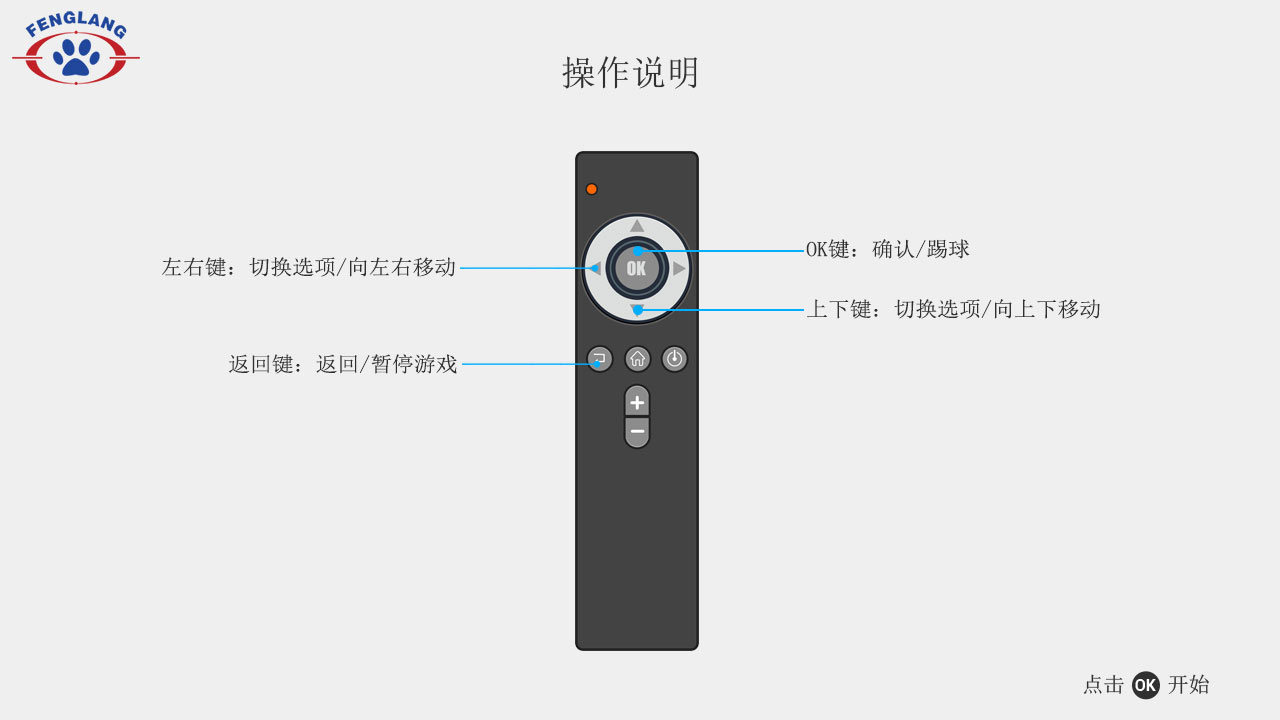 FENGLANG
操作说明
OK
OK键：确认/踢球
左右键：切换选项/向左右移动
上下键：切换选项/向上下移动
返回键：返回/暂停游戏
点击 OK 开始